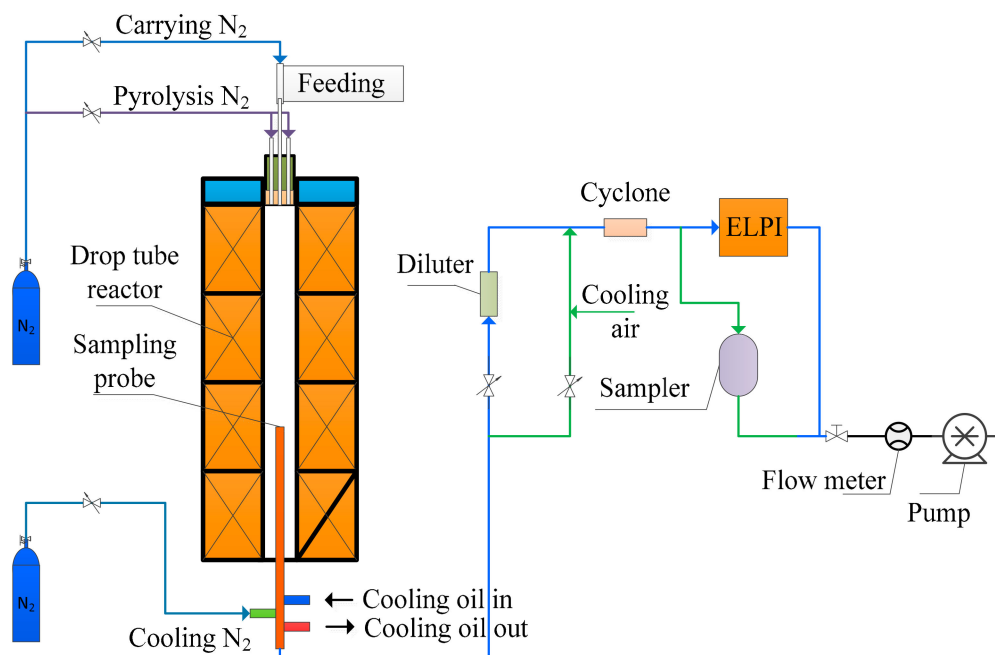 Carrying N₂
Feeding
Pyrolysis N₂
Cyclone
ELPI
Diluter
Drop tube
reactor
Cooling
air
N₂
Sampling
probe
Sampler
Flow meter
Pump
N₂
Cooling oil in
Cooling oil out
Cooling N₂